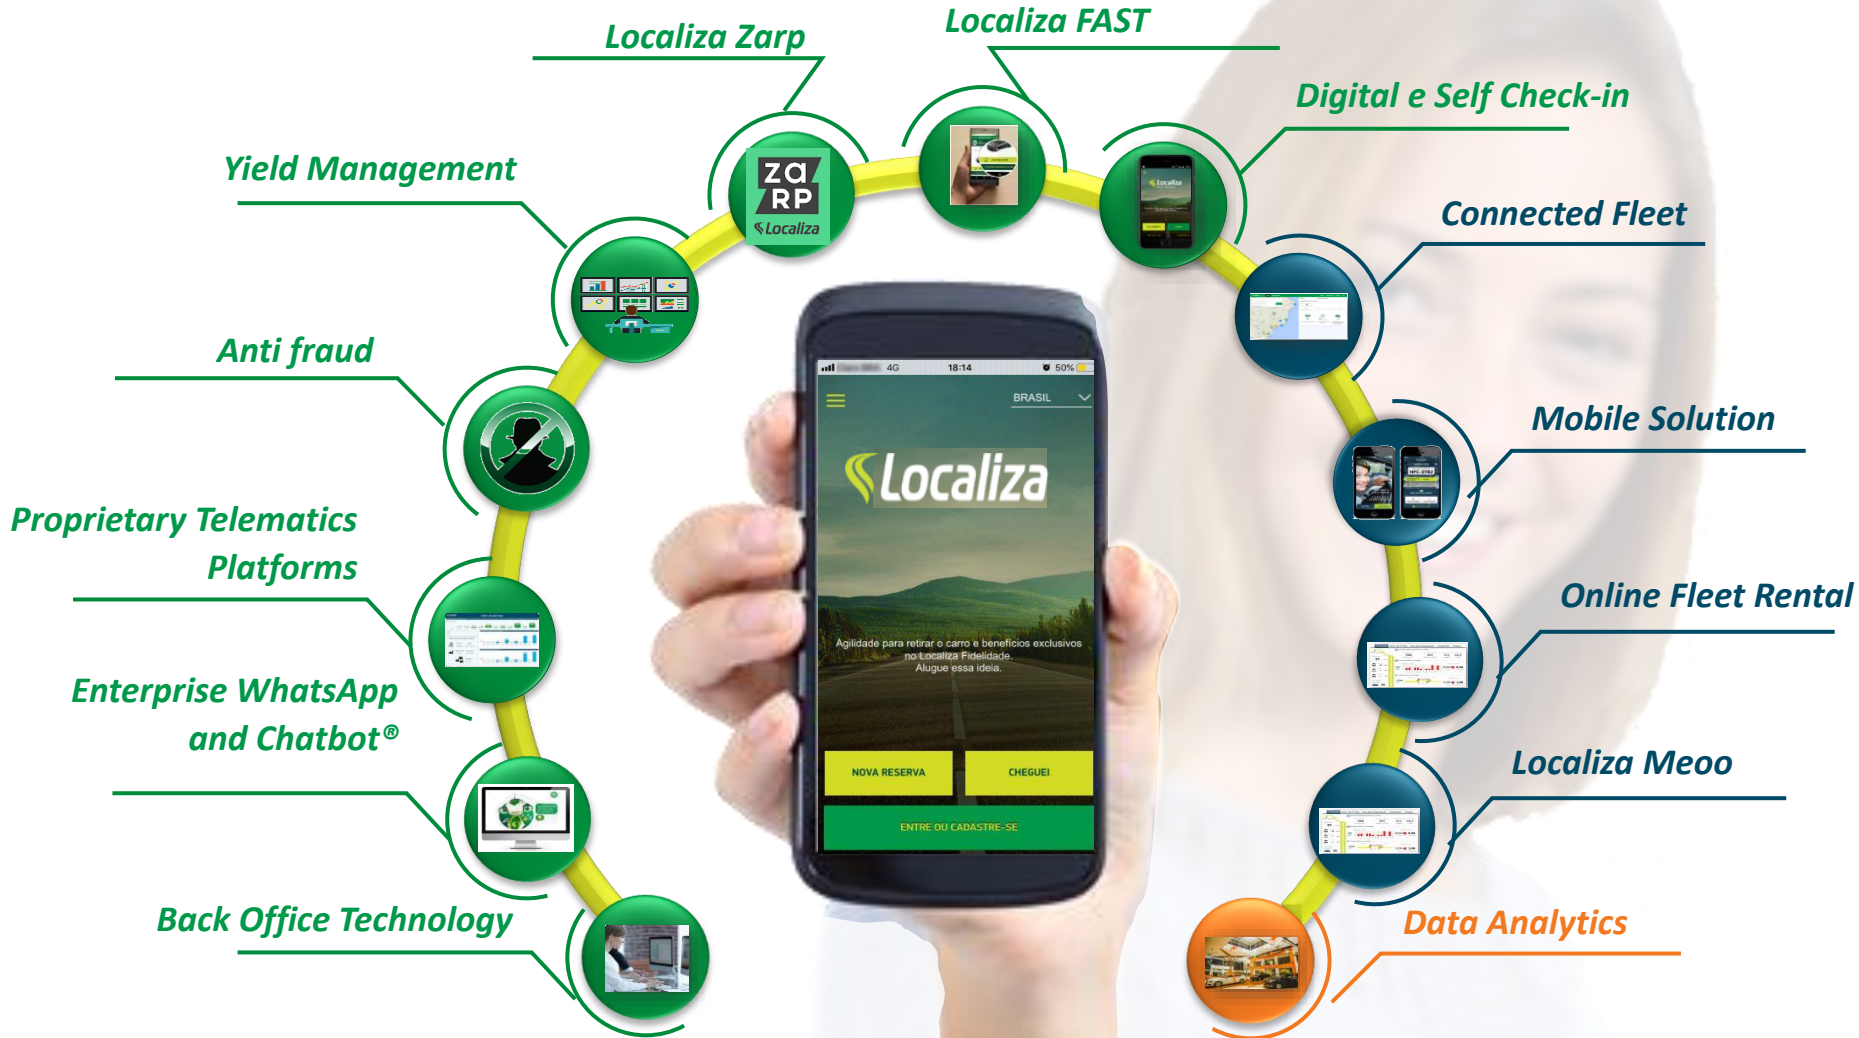 Localiza FAST
Localiza Zarp
Digital e Self Check-in
Yield Management
Connected Fleet
Anti fraud
Mobile Solution
Proprietary Telematics
Platforms
Online Fleet Rental
Enterprise WhatsApp
and Chatbot®
Localiza Meoo
Back Office Technology
Data Analytics
za
RP
Localiza
Localiza
4G 18:14 50%
BRASIL
Localiza
Agilidade para retirar o carro e benefícios exclusivos
no Localiza Fidelidade.
Alugue essa ideia.
NOVA RESERVA
CHEGUEI
ENTRE OU CADASTRE-SE